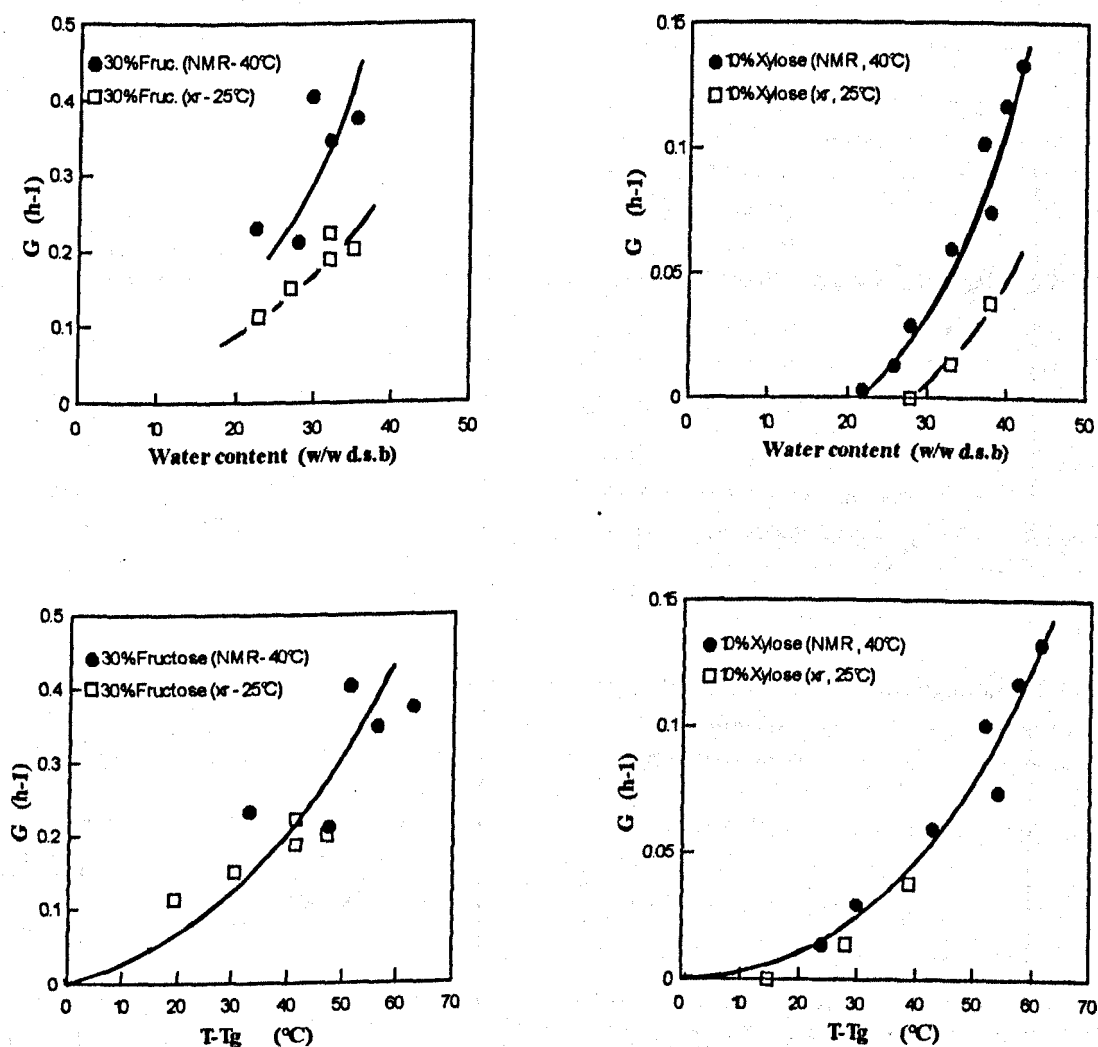 0.5
30%Fruc. (NMR- 40°C)
30%Fruc. (xr - 25°C)
0.4
0.3
0.2
0.1
0
G (h-1)
0 10 20 30 40 50
Water content (w/w d.s.b)
0.15
10%Xylose (NMR, 40°C)
10%Xylose (xr, 25°C)
0.1
0.05
0
G (h-1)
0 10 20 30 40 50
Water content (w/w d.s.b)
0.5
30%Fructose (NMR- 40°C)
30%Fructose (xr - 25°C)
0.4
0.3
0.2
0.1
0
G (h-1)
0 10 20 30 40 50 60 70
T-Tg (°C)
0.15
10%Xylose (NMR, 40°C)
10%Xylose (xr, 25°C)
0.1
0.05
0
G (h-1)
0 10 20 30 40 50 60 70
T-Tg (°C)